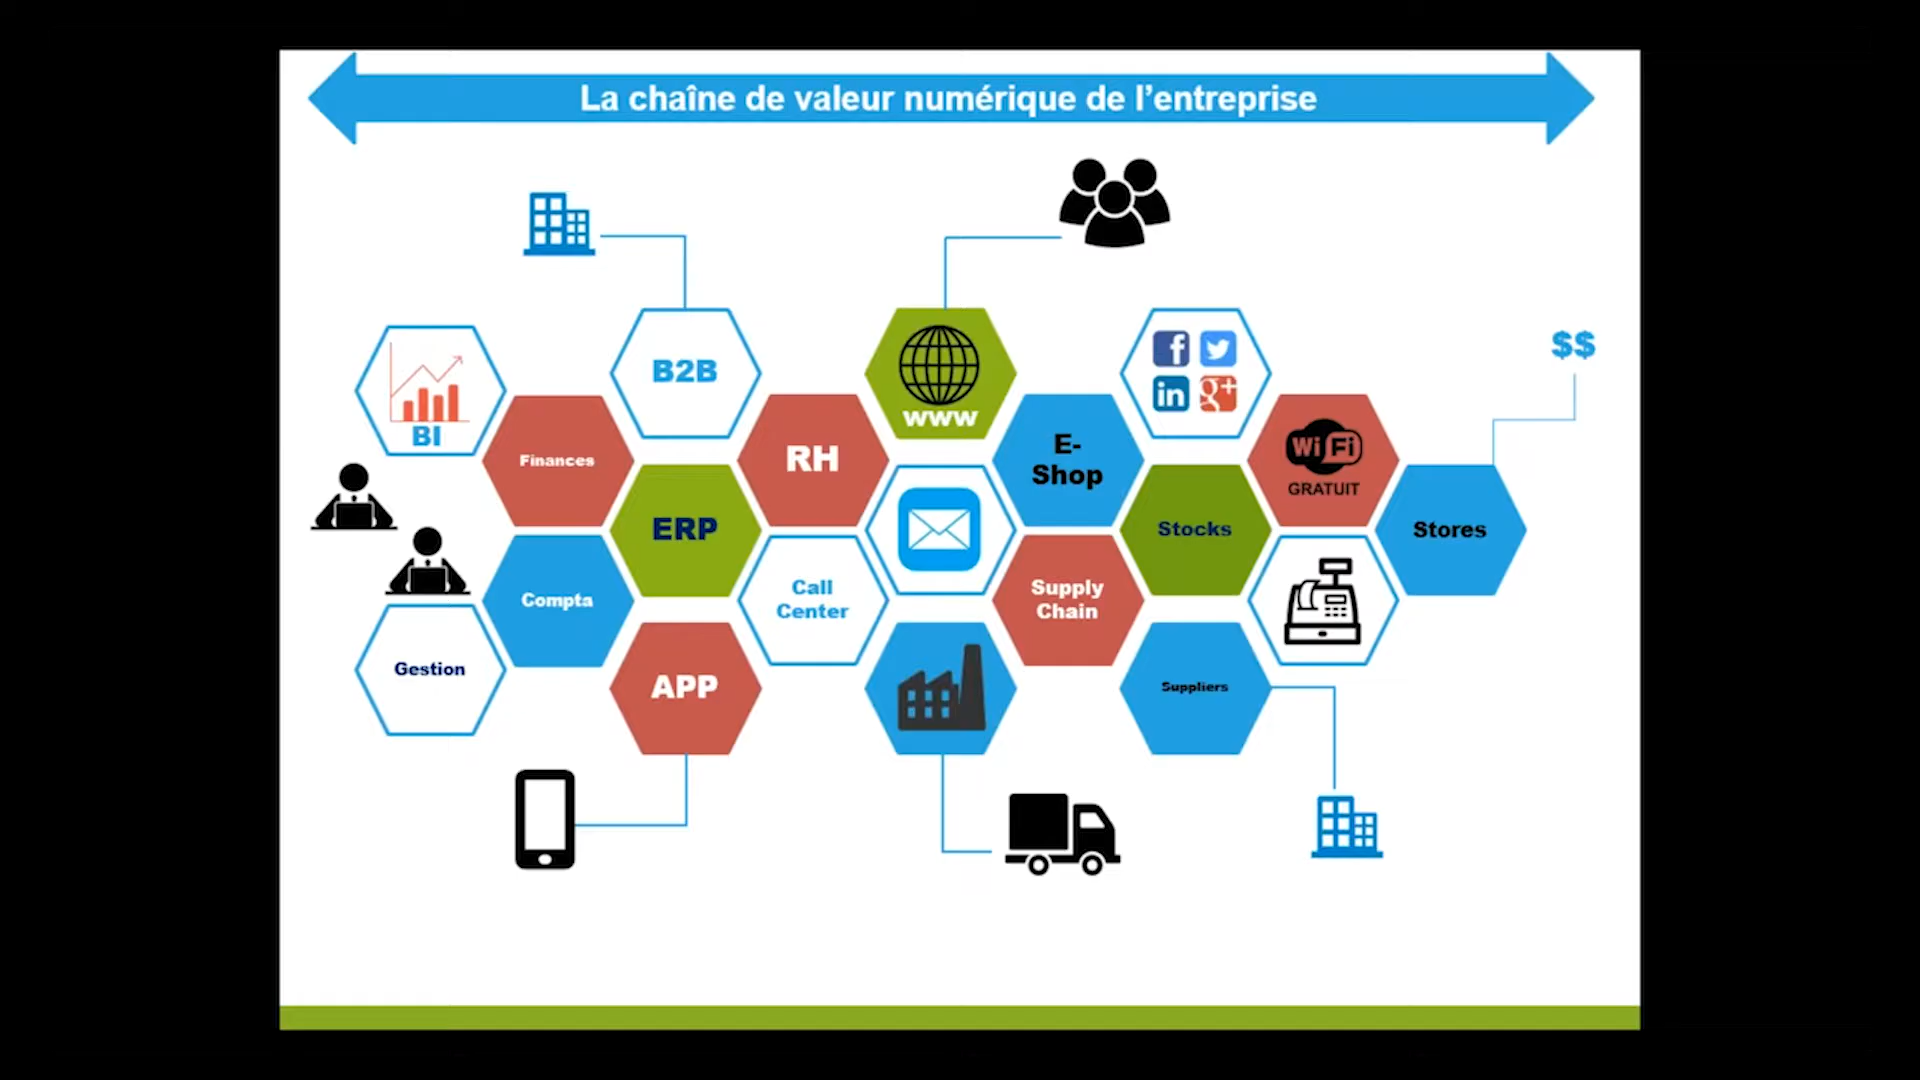 La chaîne de valeur numérique de l'entreprise
$$
B2B
WWW
f
in
g+
BI
Finances
RH
E-
Shop
Wi Fi
GRATUIT
ERP
Stocks
Stores
Compta
Call
Center
Supply
Chain
Gestion
APP
Suppliers